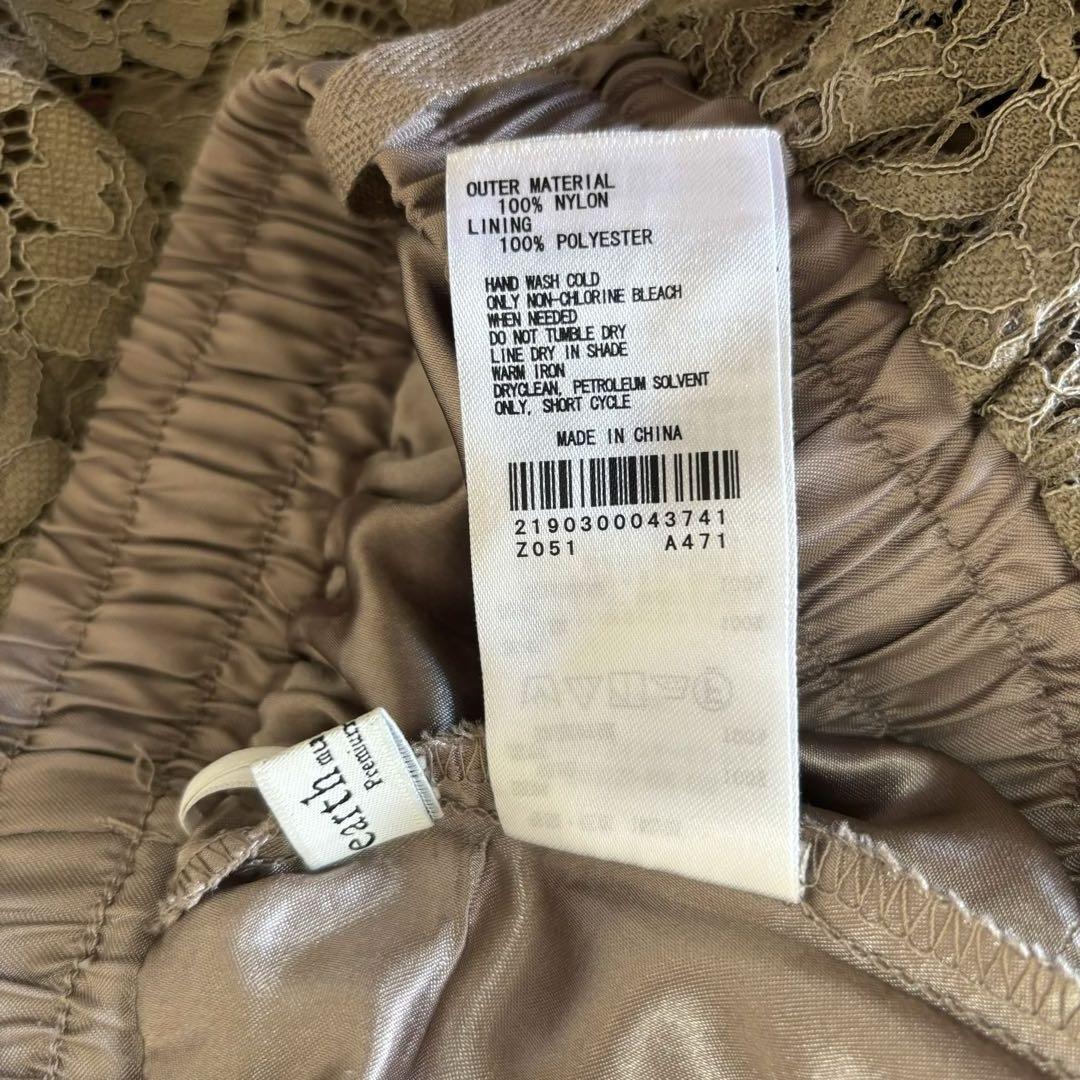 OUTER MATERIAL
100% NYLON
LINING
100% POLYESTER
HAND WASH COLD
ONLY NON-CHLORINE BLEACH
WHEN NEEDED
DO NOT TUMBLE DRY
LINE DRY IN SHADE
WARM IRON
DRYCLEAN, PETROLEUM SOLVENT
ONLY, SHORT CYCLE
MADE IN CHINA
2190300043741
Z051 A471
earth
Premium